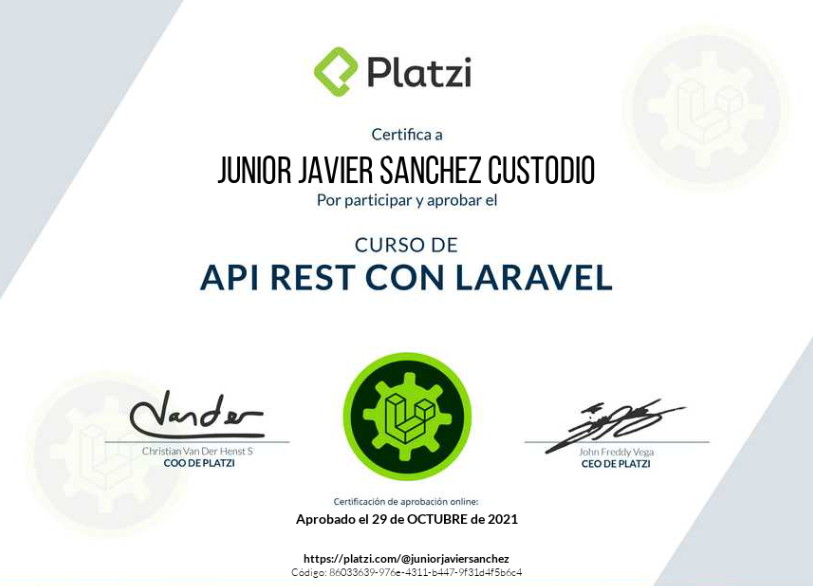 Platzi
Certifica a
JUNIOR JAVIER SANCHEZ CUSTODIO
Por participar y aprobar el
CURSO DE
API REST CON LARAVEL
Vander
Christian Van Der Henst S
COO DE PLATZI
John Freddy Vega
CEO DE PLATZI
Certificación de aprobación online:
Aprobado el 29 de OCTUBRE de 2021
https://platzi.com/@juniorjaviersanchez
Código: 86033639-976e-4311-b447-9f31d4f5b6c4